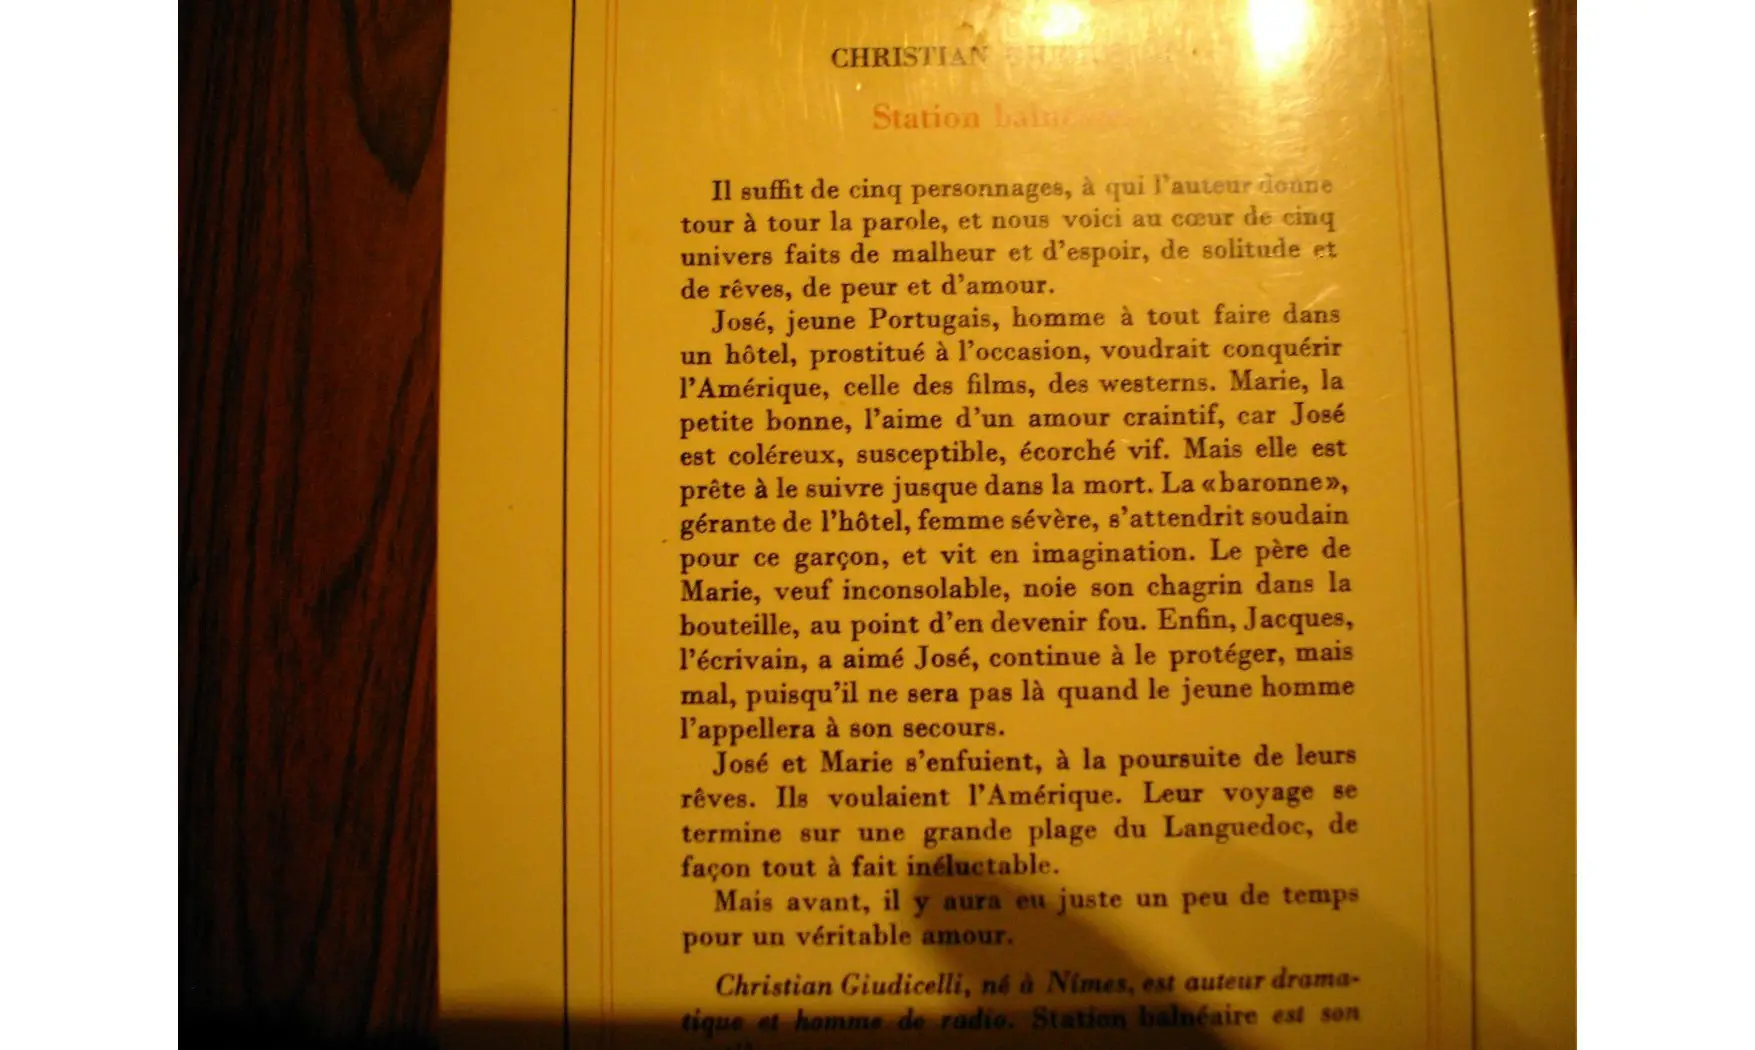 CHRISTIAN GIUDICELLI
Station balnéaire
Il suffit de cinq personnages, à qui l'auteur donne
tour à tour la parole, et nous voici au cœur de cinq
univers faits de malheur et d'espoir, de solitude et
de rêves, de peur et d'amour.
José, jeune Portugais, homme à tout faire dans
un hôtel, prostitué à l'occasion, voudrait conquérir
l'Amérique, celle des films, des westerns. Marie, la
petite bonne, l'aime d'un amour craintif, car José
est coléreux, susceptible, écorché vif. Mais elle est
prête à le suivre jusque dans la mort. La «baronne»,
gérante de l'hôtel, femme sévère, s'attendrit soudain
pour ce garçon, et vit en imagination. Le père de
Marie, veuf inconsolable, noie son chagrin dans la
bouteille, au point d'en devenir fou. Enfin, Jacques,
l'écrivain, a aimé José, continue à le protéger, mais
mal, puisqu'il ne sera pas là quand le jeune homme
l'appellera à son secours.
José et Marie s'enfuient, à la poursuite de leurs
rêves. Ils voulaient l'Amérique. Leur voyage se
termine sur une grande plage du Languedoc, de
façon tout à fait inéluctable.
Mais avant, il y aura eu juste un peu de temps
pour un véritable amour.
Christian Giudicelli, né à Nîmes, est auteur drama-
tique et homme de radio. Station balnéaire est son